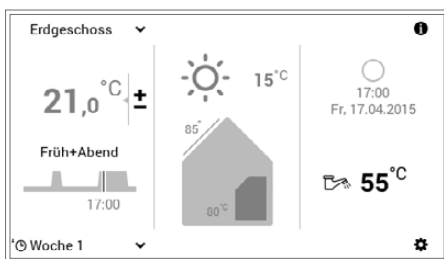 Erdgeschoss
21,0°C ±
Früh+Abend
17:00
Woche 1
15°C
85°
80°C
17:00
Fr, 17.04.2015
55°C